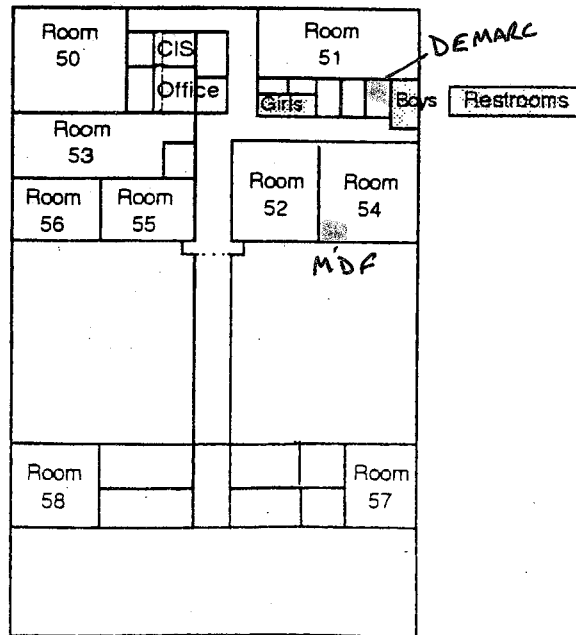 Room
50
CIS
Office
Room
51
DEMARC
Girls
Boys
Restrooms
Room
53
Room
56
Room
55
Room
52
Room
54
MDF
Room
58
Room
57